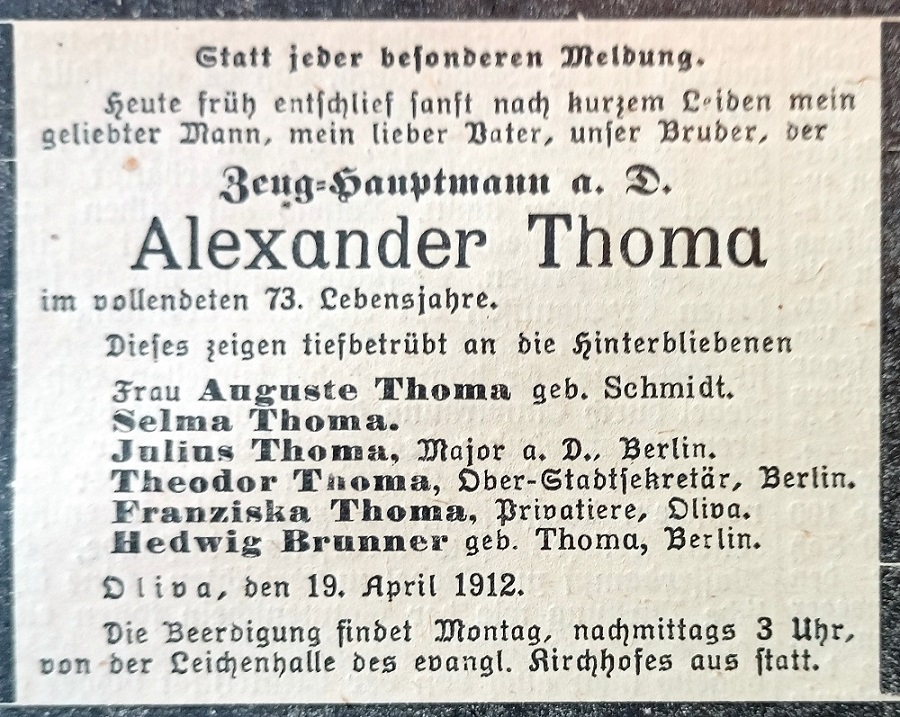 Statt jeder besonderen Meldung.
Heute früh entschlief sanft nach kurzem Leiden mein
geliebter Mann, mein lieber Vater, unser Bruder, der
Zeug-Hauptmann a. D.
Alexander Thoma
im vollendeten 73. Lebensjahre.
Dieses zeigen tiefbetrübt an die Hinterbliebenen
Frau Auguste Thoma geb. Schmidt.
Selma Thoma.
Julius Thoma, Major a. D., Berlin.
Theodor Thoma, Ober-Stadtsekretär, Berlin.
Franziska Thoma, Privatiere, Oliva.
Hedwig Brunner geb. Thoma, Berlin.
Oliva, den 19. April 1912.
Die Beerdigung findet Montag, nachmittags 3 Uhr,
von der Leichenhalle des evangl. Kirchhofes aus statt.